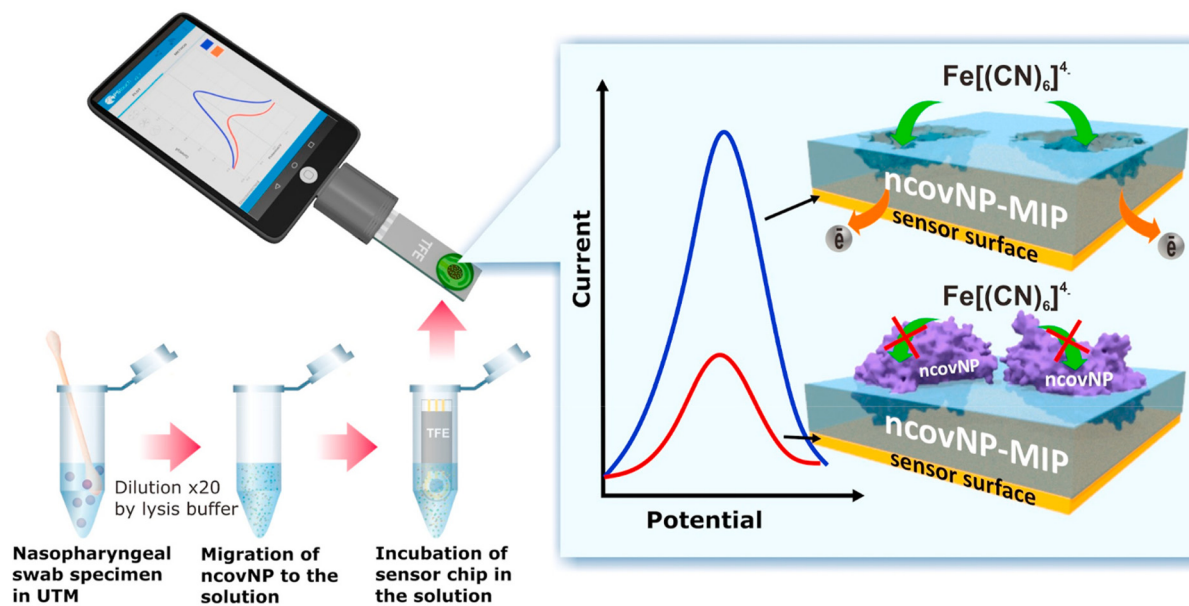 Fe[(CN)₆]⁴⁻
ncovNP-MIP
sensor surface
ē
ē
Fe[(CN)₆]⁴⁻
ncovNP
ncovNP
ncovNP-MIP
sensor surface
Current
Potential
TFE
TFE
Dilution x20
by lysis buffer
Nasopharyngeal
swab specimen
in UTM
Migration of
ncovNP to the
solution
Incubation of
sensor chip in
the solution